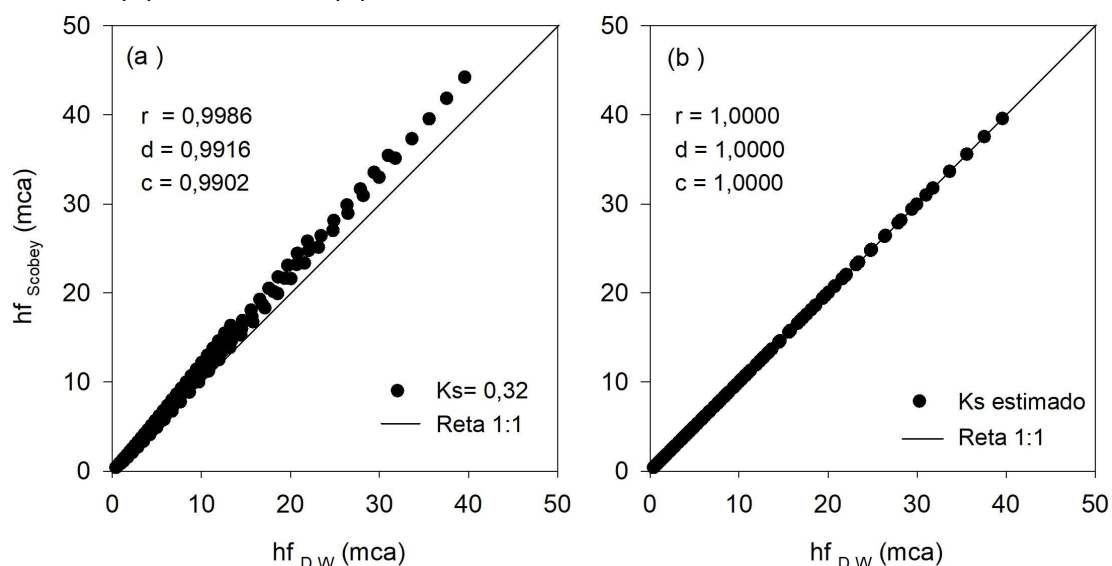 (a )
r = 0,9986
d = 0,9916
c = 0,9902
Ks= 0,32
Reta 1:1
hf Scobey (mca)
50
40
30
20
10
0
0 10 20 30 40 50
hf D.W (mca)
(b )
r = 1,0000
d = 1,0000
c = 1,0000
Ks estimado
Reta 1:1
50
40
30
20
10
0
0 10 20 30 40 50
hf D.W (mca)